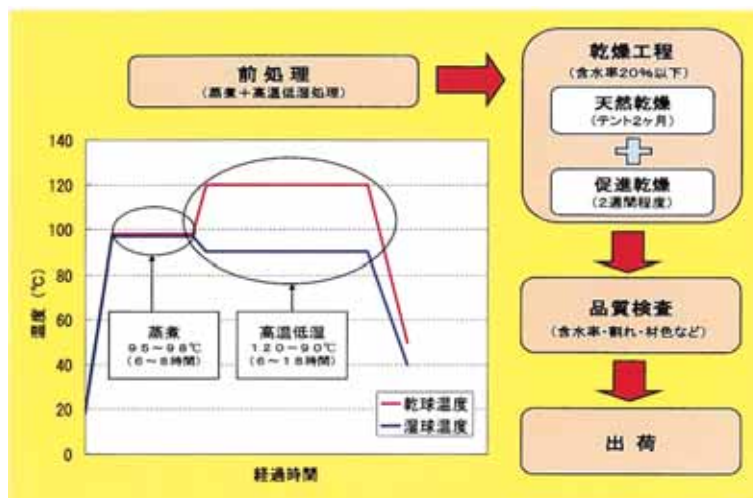 前処理
(蒸煮＋高温低湿処理)
乾燥工程
(含水率20%以下)
天然乾燥
(テント2ヶ月)
促進乾燥
(2週間程度)
品質検査
(含水率・割れ・材色など)
出荷
140
120
100
80
60
40
20
0
温度(℃)
蒸煮
95～98℃
(6～8時間)
高温低湿
120－90℃
(6～18時間)
乾球温度
湿球温度
経過時間